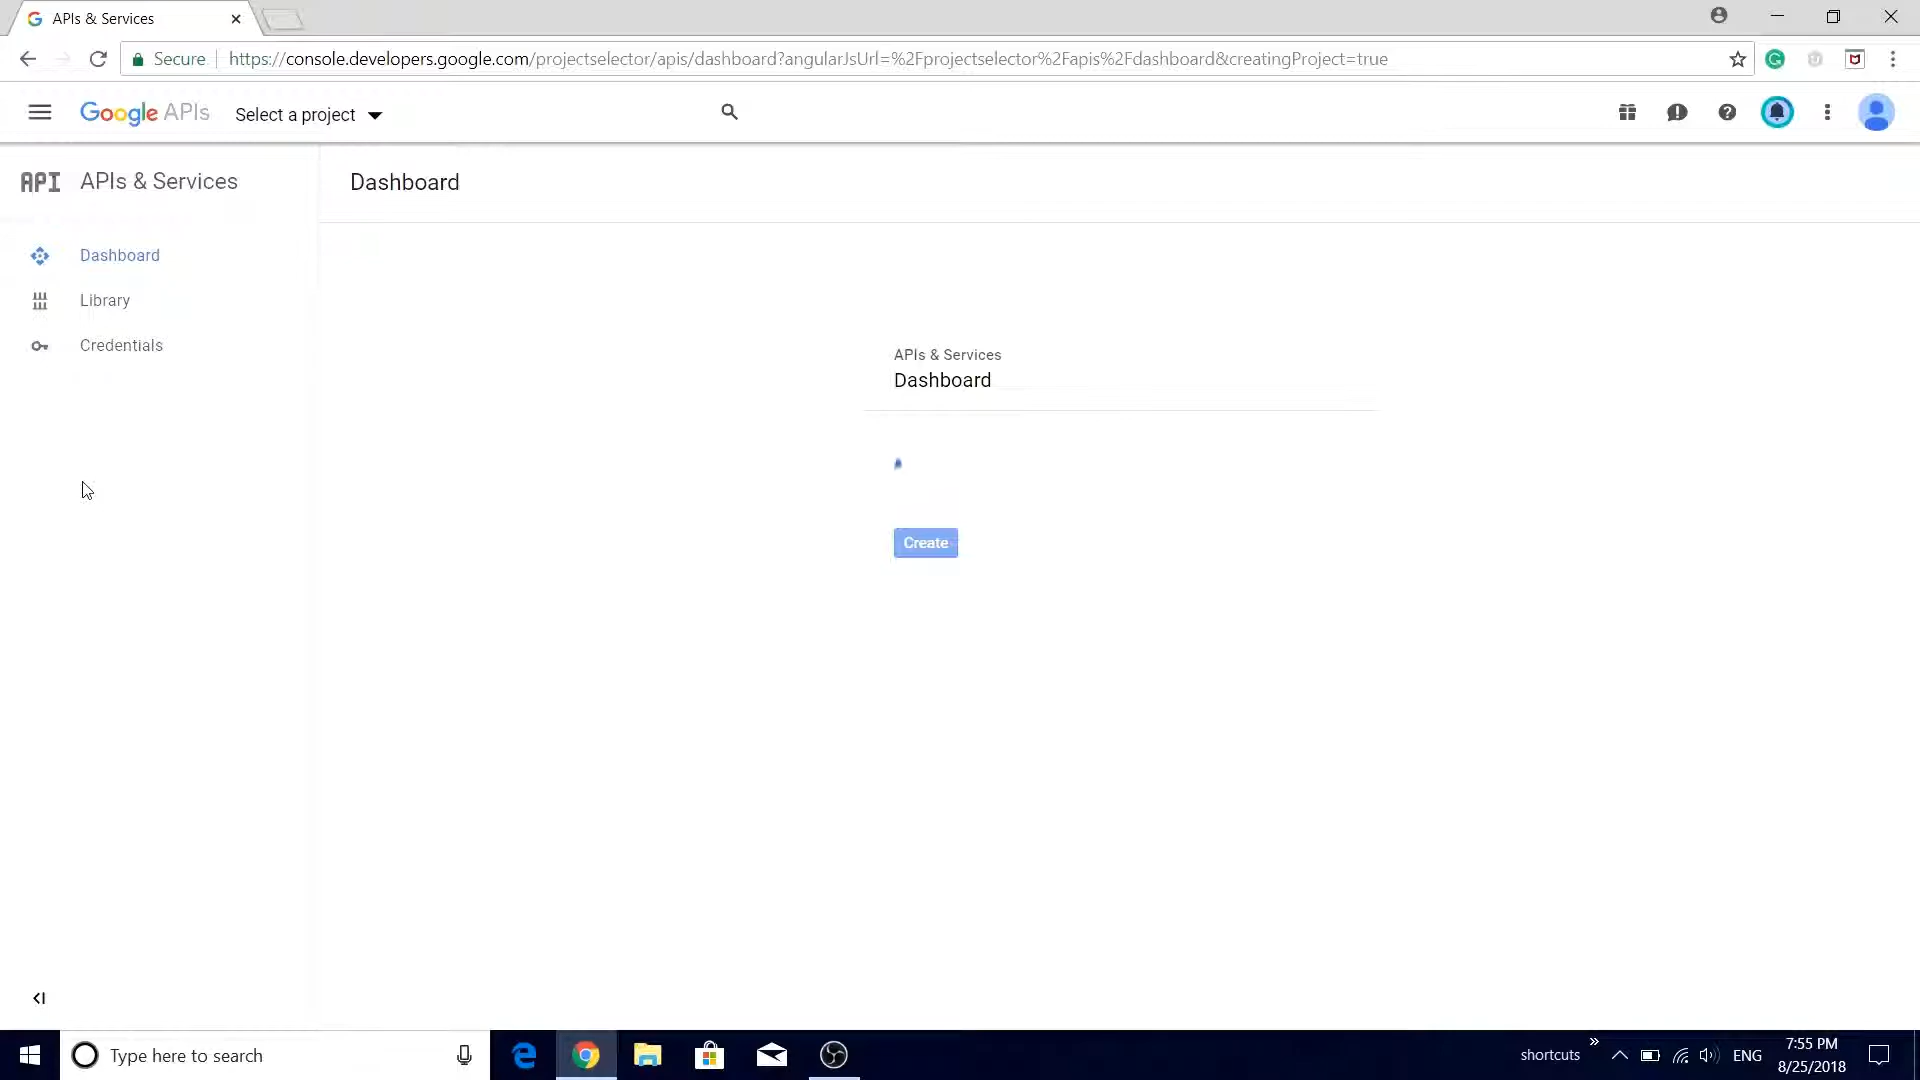 APIs & Services
Secure
https://console.developers.google.com/projectselector/apis/dashboard?angularJsUrl=%2Fprojectselector%2Fapis%2Fdashboard&creatingProject=true
Google APIs
Select a project
API APIs & Services
Dashboard
Dashboard
Library
Credentials
APIs & Services
Dashboard
Create
Type here to search
shortcuts
ENG
7:55 PM
8/25/2018